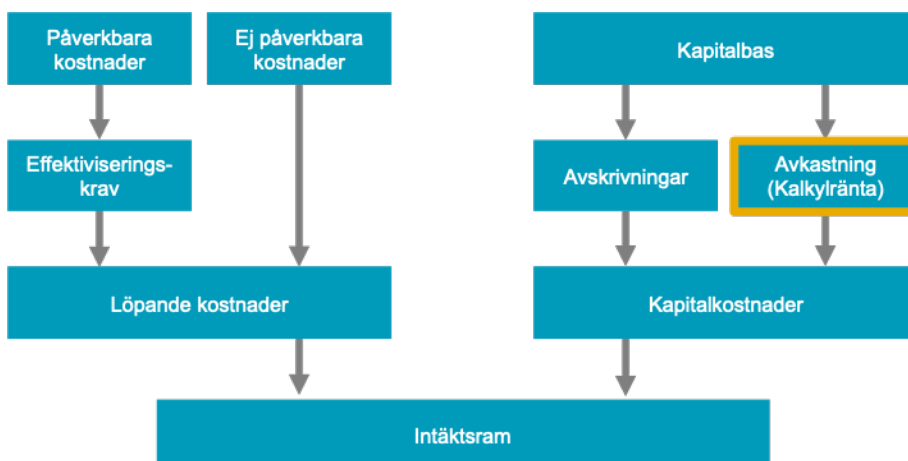 Påverkbara
kostnader
Ej påverkbara
kostnader
Kapitalbas
Effektiviserings-
krav
Avskrivningar
Avkastning
(Kalkylränta)
Löpande kostnader
Kapitalkostnader
Intäktsram